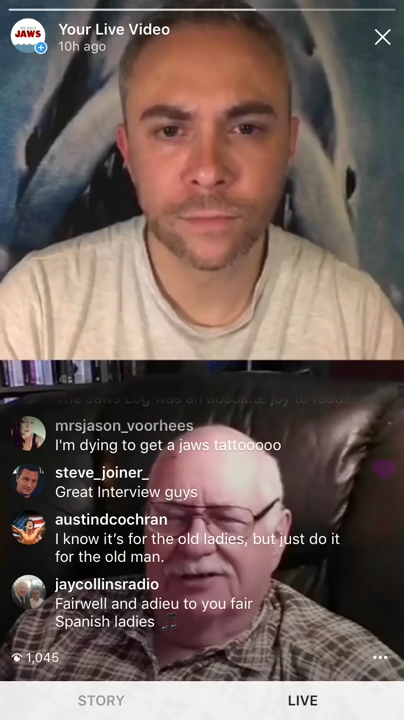 JAWS
Your Live Video
10h ago
The Jaws Log was an absolute joy to read.
mrsjason_voorhees
I'm dying to get a jaws tattooooo
steve_joiner_
Great Interview guys
austindcochran
I know it's for the old ladies, but just do it
for the old man.
jaycollinsradio
Fairwell and adieu to you fair
Spanish ladies 🎵
1,045
STORY
LIVE